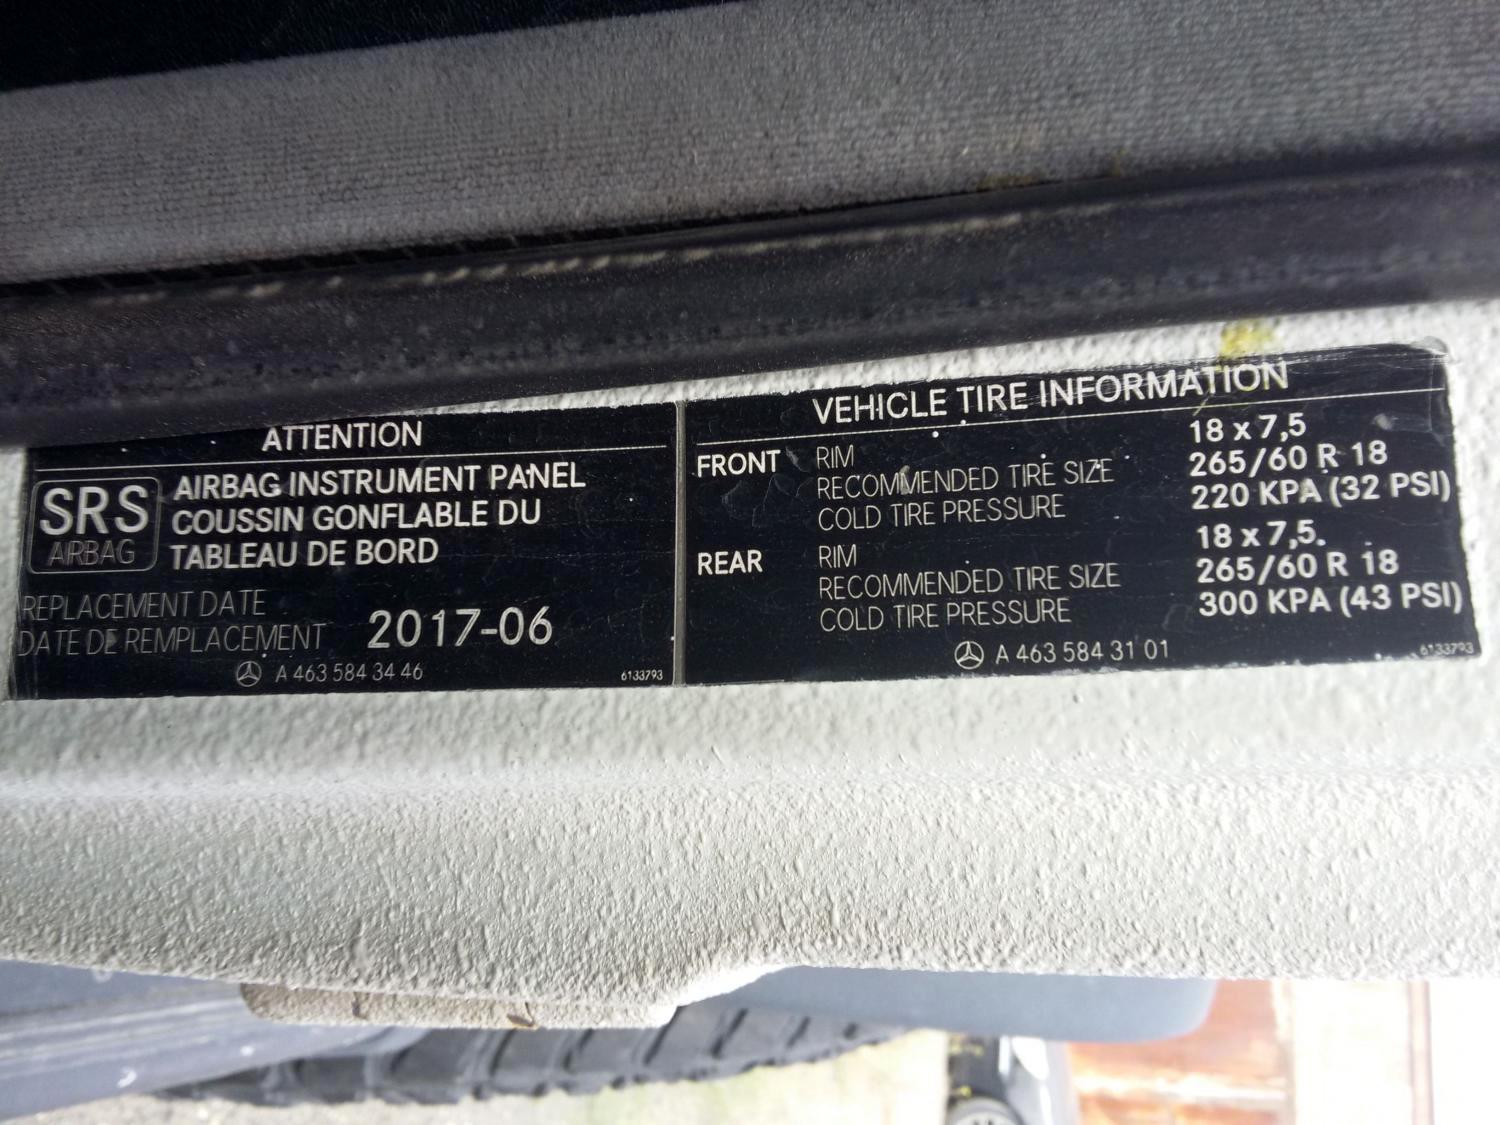 ATTENTION
SRS
AIRBAG
AIRBAG INSTRUMENT PANEL
COUSSIN GONFLABLE DU
TABLEAU DE BORD
REPLACEMENT DATE
DATE DE REMPLACEMENT
2017-06
A 463 584 34 46
6133793
VEHICLE TIRE INFORMATION
FRONT RIM 18 x 7,5
RECOMMENDED TIRE SIZE 265/60 R 18
COLD TIRE PRESSURE 220 KPA (32 PSI)
REAR RIM 18 x 7,5
RECOMMENDED TIRE SIZE 265/60 R 18
COLD TIRE PRESSURE 300 KPA (43 PSI)
A 463 584 31 01
6133793